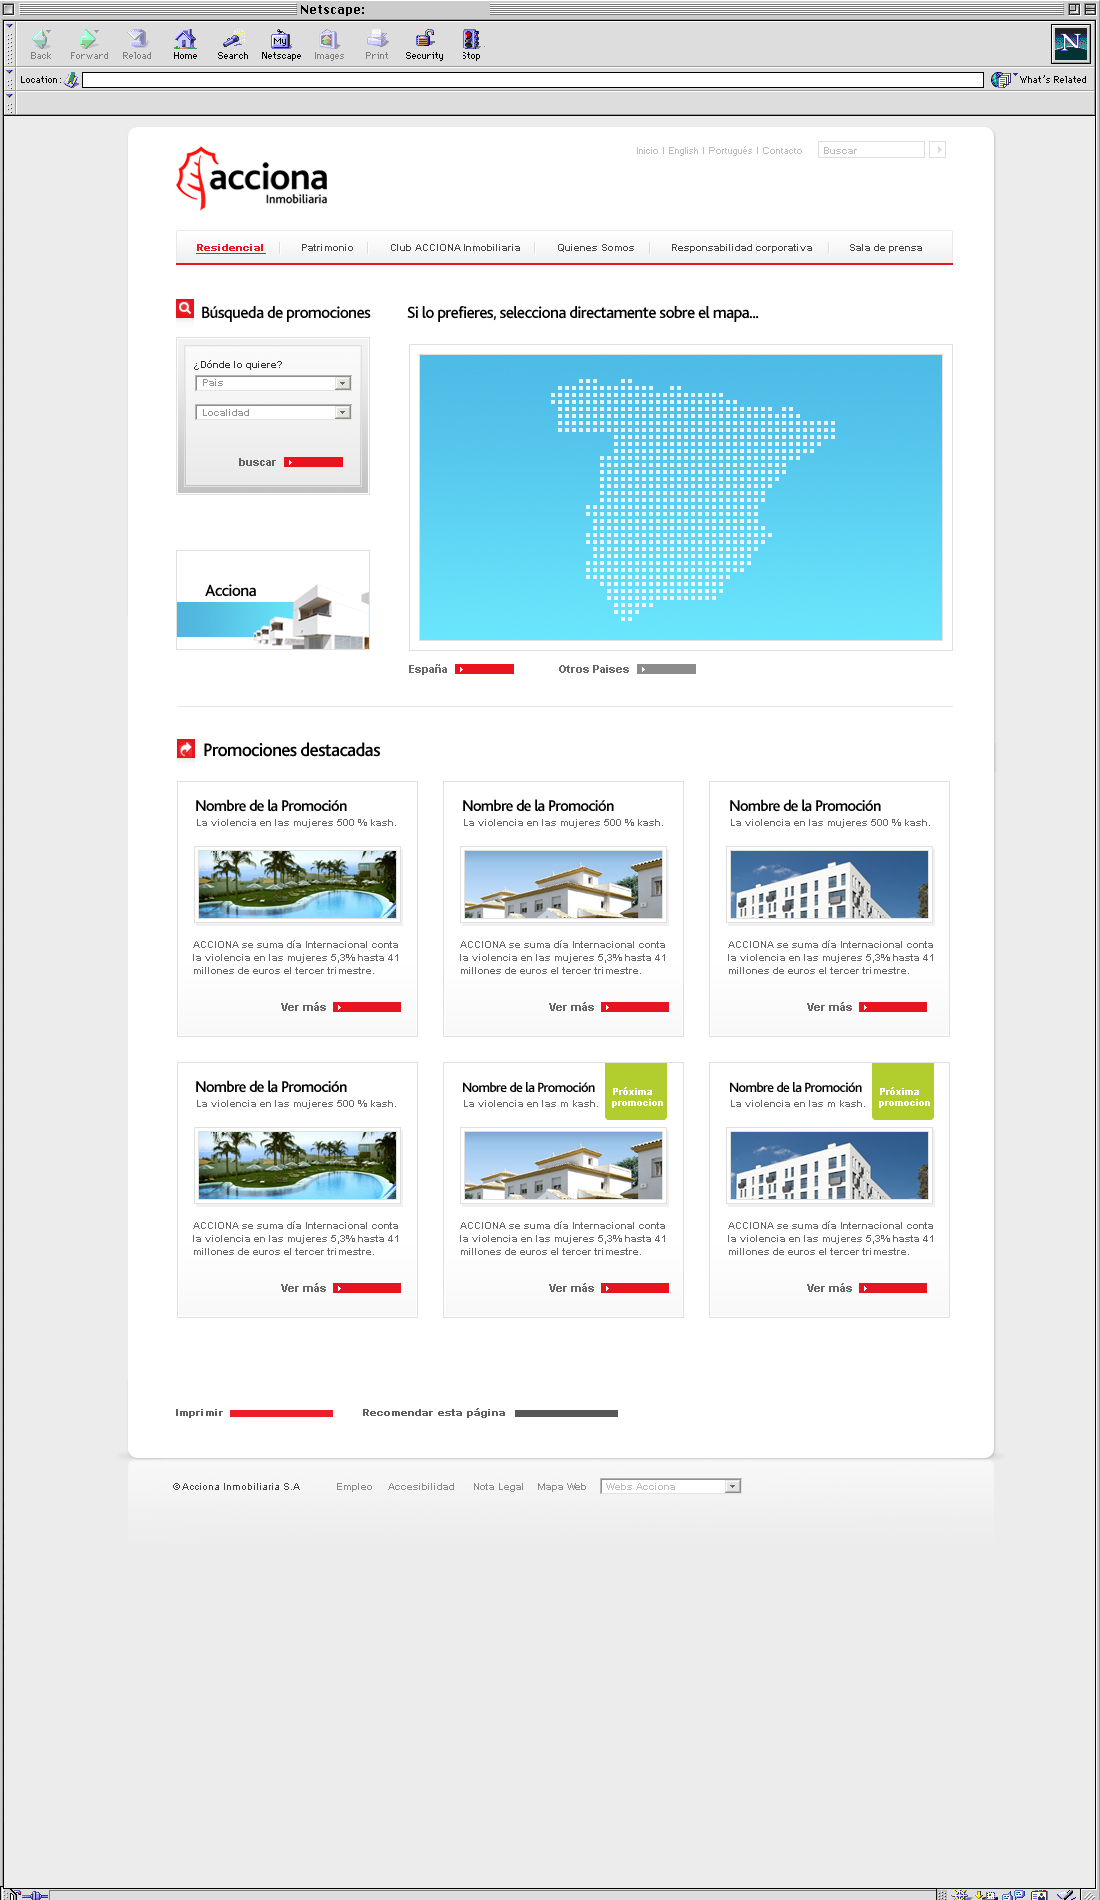 Netscape:
Back Forward Reload Home Search Netscape Images Print Security Stop
My
N
Location: What's Related
acciona
Inmobiliaria
Inicio | English | Portugués | Contacto Buscar
Residencial Patrimonio Club ACCIONA Inmobiliaria Quienes Somos Responsabilidad corporativa Sala de prensa
Búsqueda de promociones
Si lo prefieres, selecciona directamente sobre el mapa...
¿Dónde lo quiere?
Pais
Localidad
buscar
Acciona
España Otros Paises
Promociones destacadas
Nombre de la Promoción
La violencia en las mujeres 500 % kash.
ACCIONA se suma día Internacional conta
la violencia en las mujeres 5,3% hasta 41
millones de euros el tercer trimestre.
Ver más
Nombre de la Promoción
La violencia en las mujeres 500 % kash.
ACCIONA se suma día Internacional conta
la violencia en las mujeres 5,3% hasta 41
millones de euros el tercer trimestre.
Ver más
Nombre de la Promoción
La violencia en las mujeres 500 % kash.
ACCIONA se suma día Internacional conta
la violencia en las mujeres 5,3% hasta 41
millones de euros el tercer trimestre.
Ver más
Nombre de la Promoción
La violencia en las mujeres 500 % kash.
ACCIONA se suma día Internacional conta
la violencia en las mujeres 5,3% hasta 41
millones de euros el tercer trimestre.
Ver más
Nombre de la Promoción
La violencia en las m kash.
Próxima
promocion
ACCIONA se suma día Internacional conta
la violencia en las mujeres 5,3% hasta 41
millones de euros el tercer trimestre.
Ver más
Nombre de la Promoción
La violencia en las m kash.
Próxima
promocion
ACCIONA se suma día Internacional conta
la violencia en las mujeres 5,3% hasta 41
millones de euros el tercer trimestre.
Ver más
Imprimir Recomendar esta página
© Acciona Inmobiliaria S.A Empleo Accesibilidad Nota Legal Mapa Web Webs Acciona